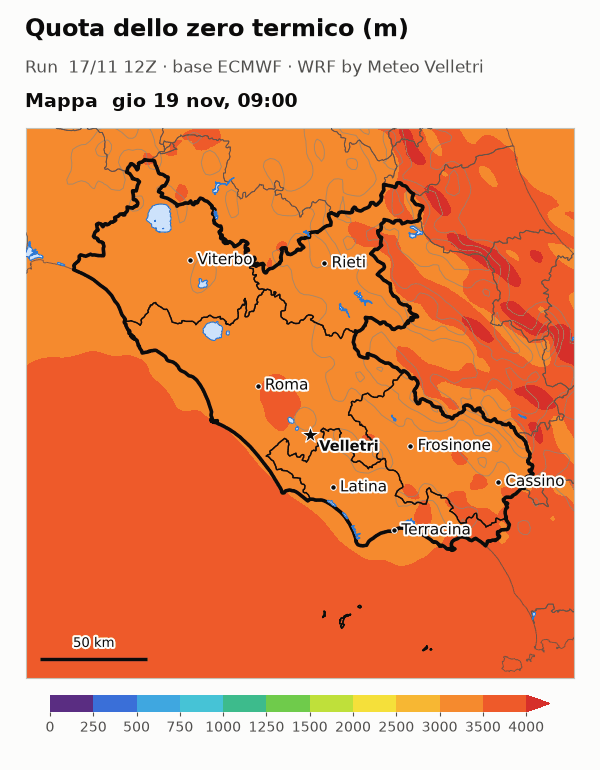 Quota dello zero termico (m)
Run  17/11 12Z · base ECMWF · WRF by Meteo Velletri
Mappa  gio 19 nov, 09:00
Viterbo
Rieti
Roma
Velletri
Frosinone
Cassino
Latina
Terracina
50 km
0 250 500 750 1000 1250 1500 2000 2500 3000 3500 4000